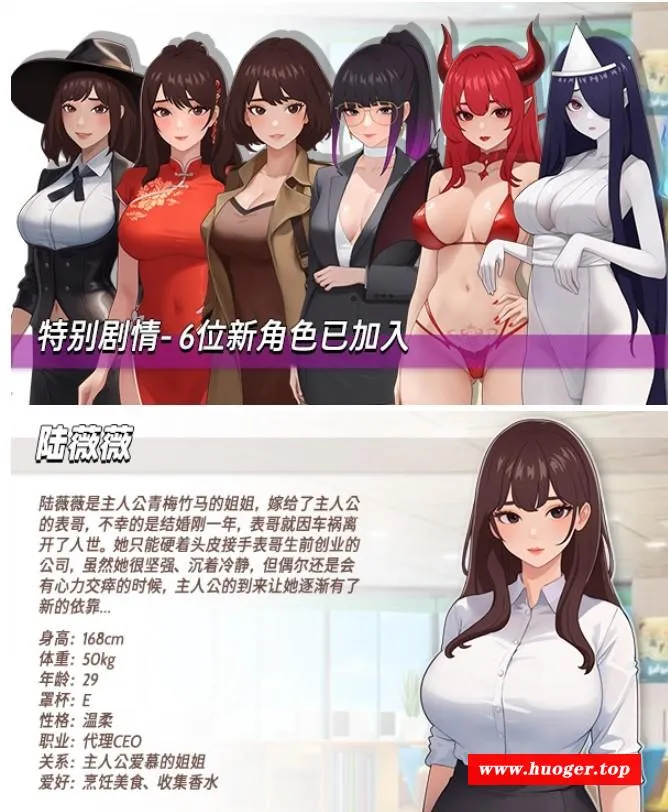 特别剧情- 6位新角色已加入
陆薇薇
陆薇薇是主人公青梅竹马的姐姐，嫁给了主人公
的表哥，不幸的是结婚刚一年，表哥就因车祸离
开了人世。她只能硬着头皮接手表哥生前创业的
公司，虽然她很坚强、沉着冷静，但偶尔还是会
有心力交瘁的时候，主人公的到来让她逐渐有了
新的依靠...
身高：168cm
体重：50kg
年龄：29
罩杯：E
性格：温柔
职业：代理CEO
关系：主人公爱慕的姐姐
爱好：烹饪美食、收集香水
www.huoger.top